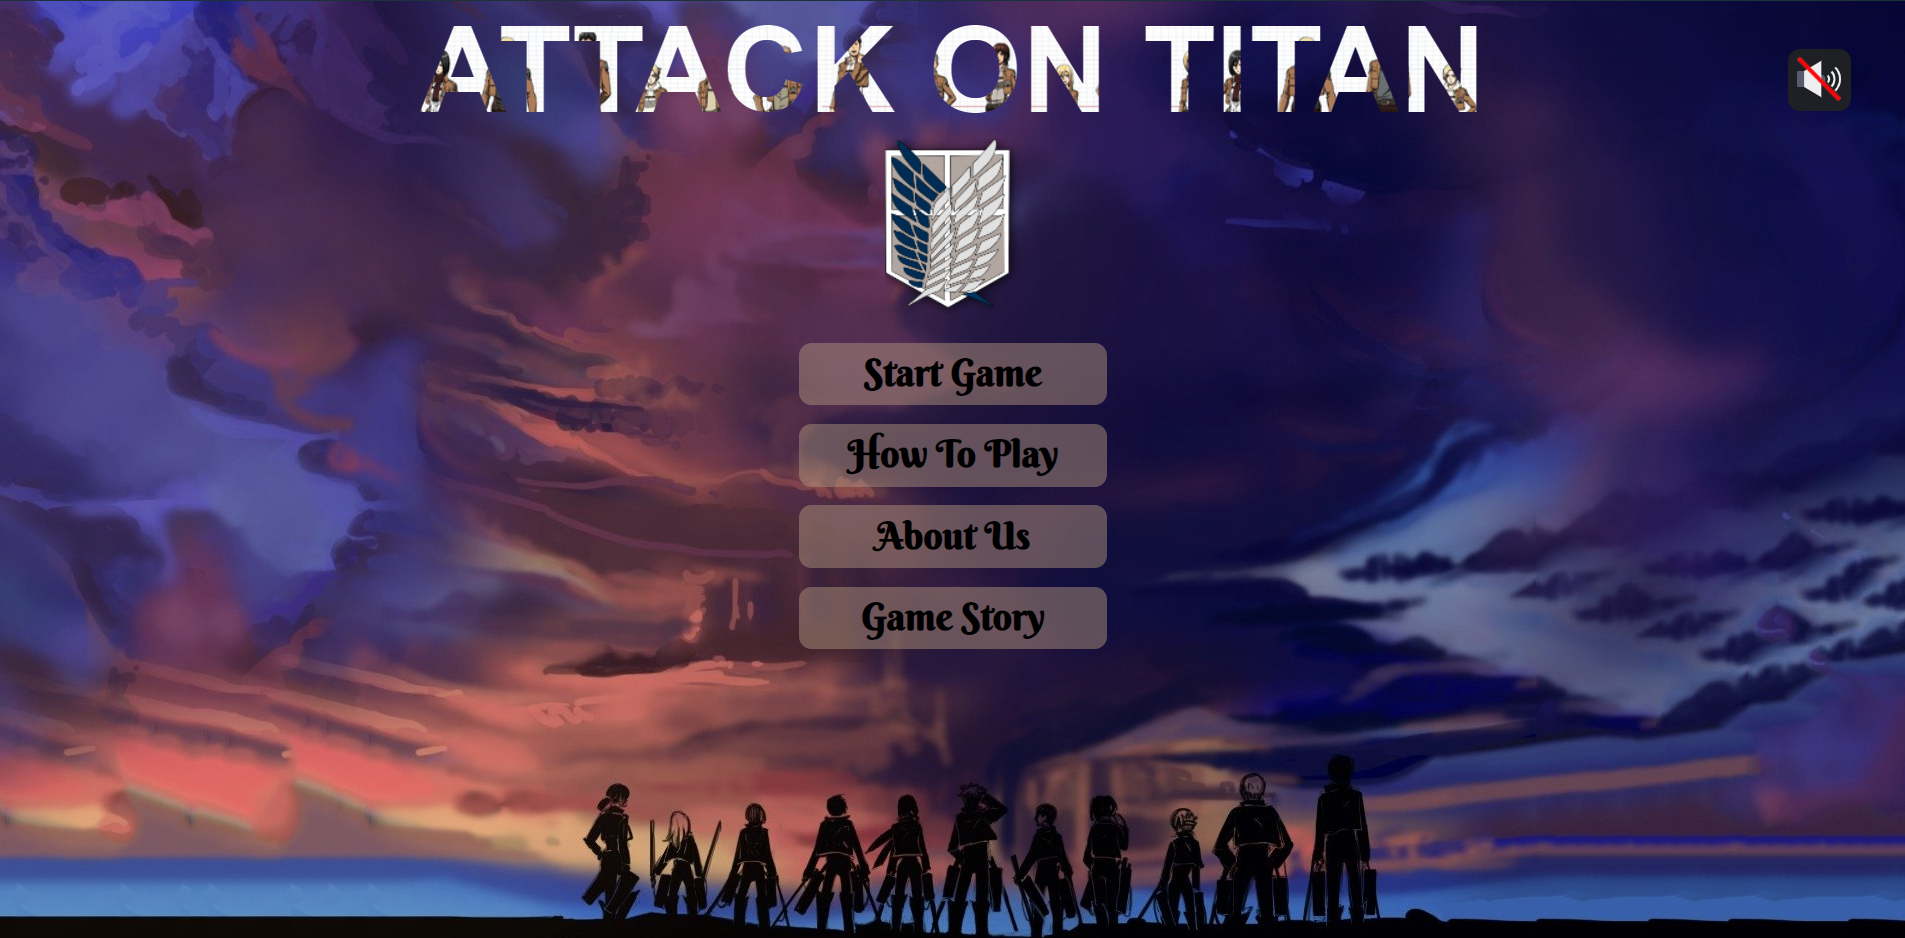 ATTACK ON TITAN
Start Game
How To Play
About Us
Game Story